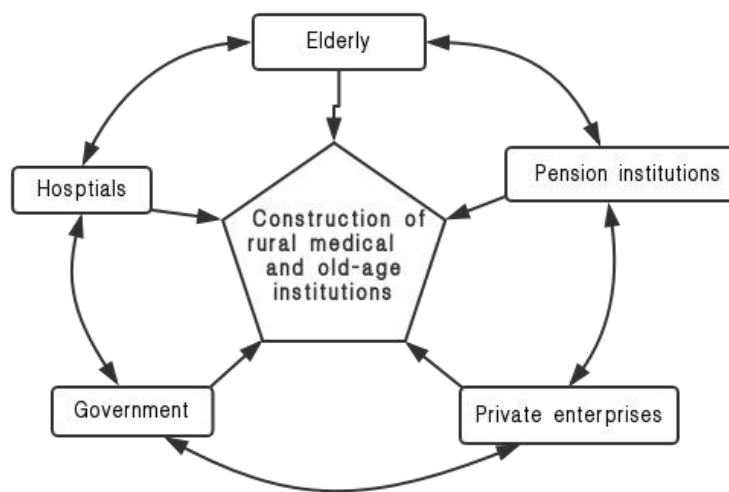 Elderly
Hosptials
Pension institutions
Construction of
rural medical
and old-age
institutions
Government
Private enterprises